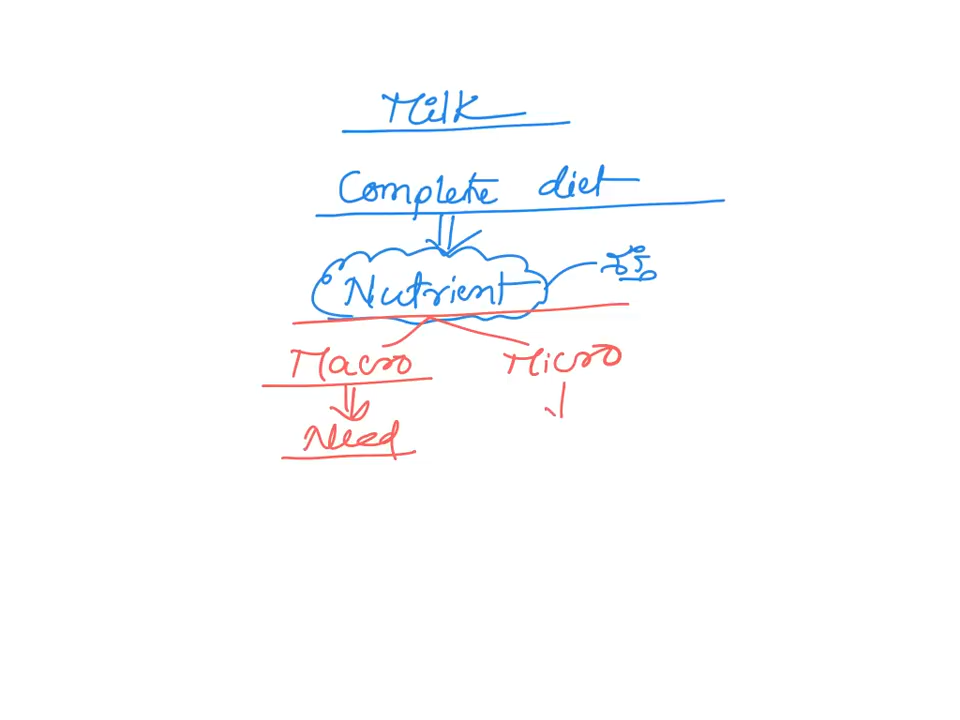 Milk
Complete diet
Nutrient
Macro Micro
Need